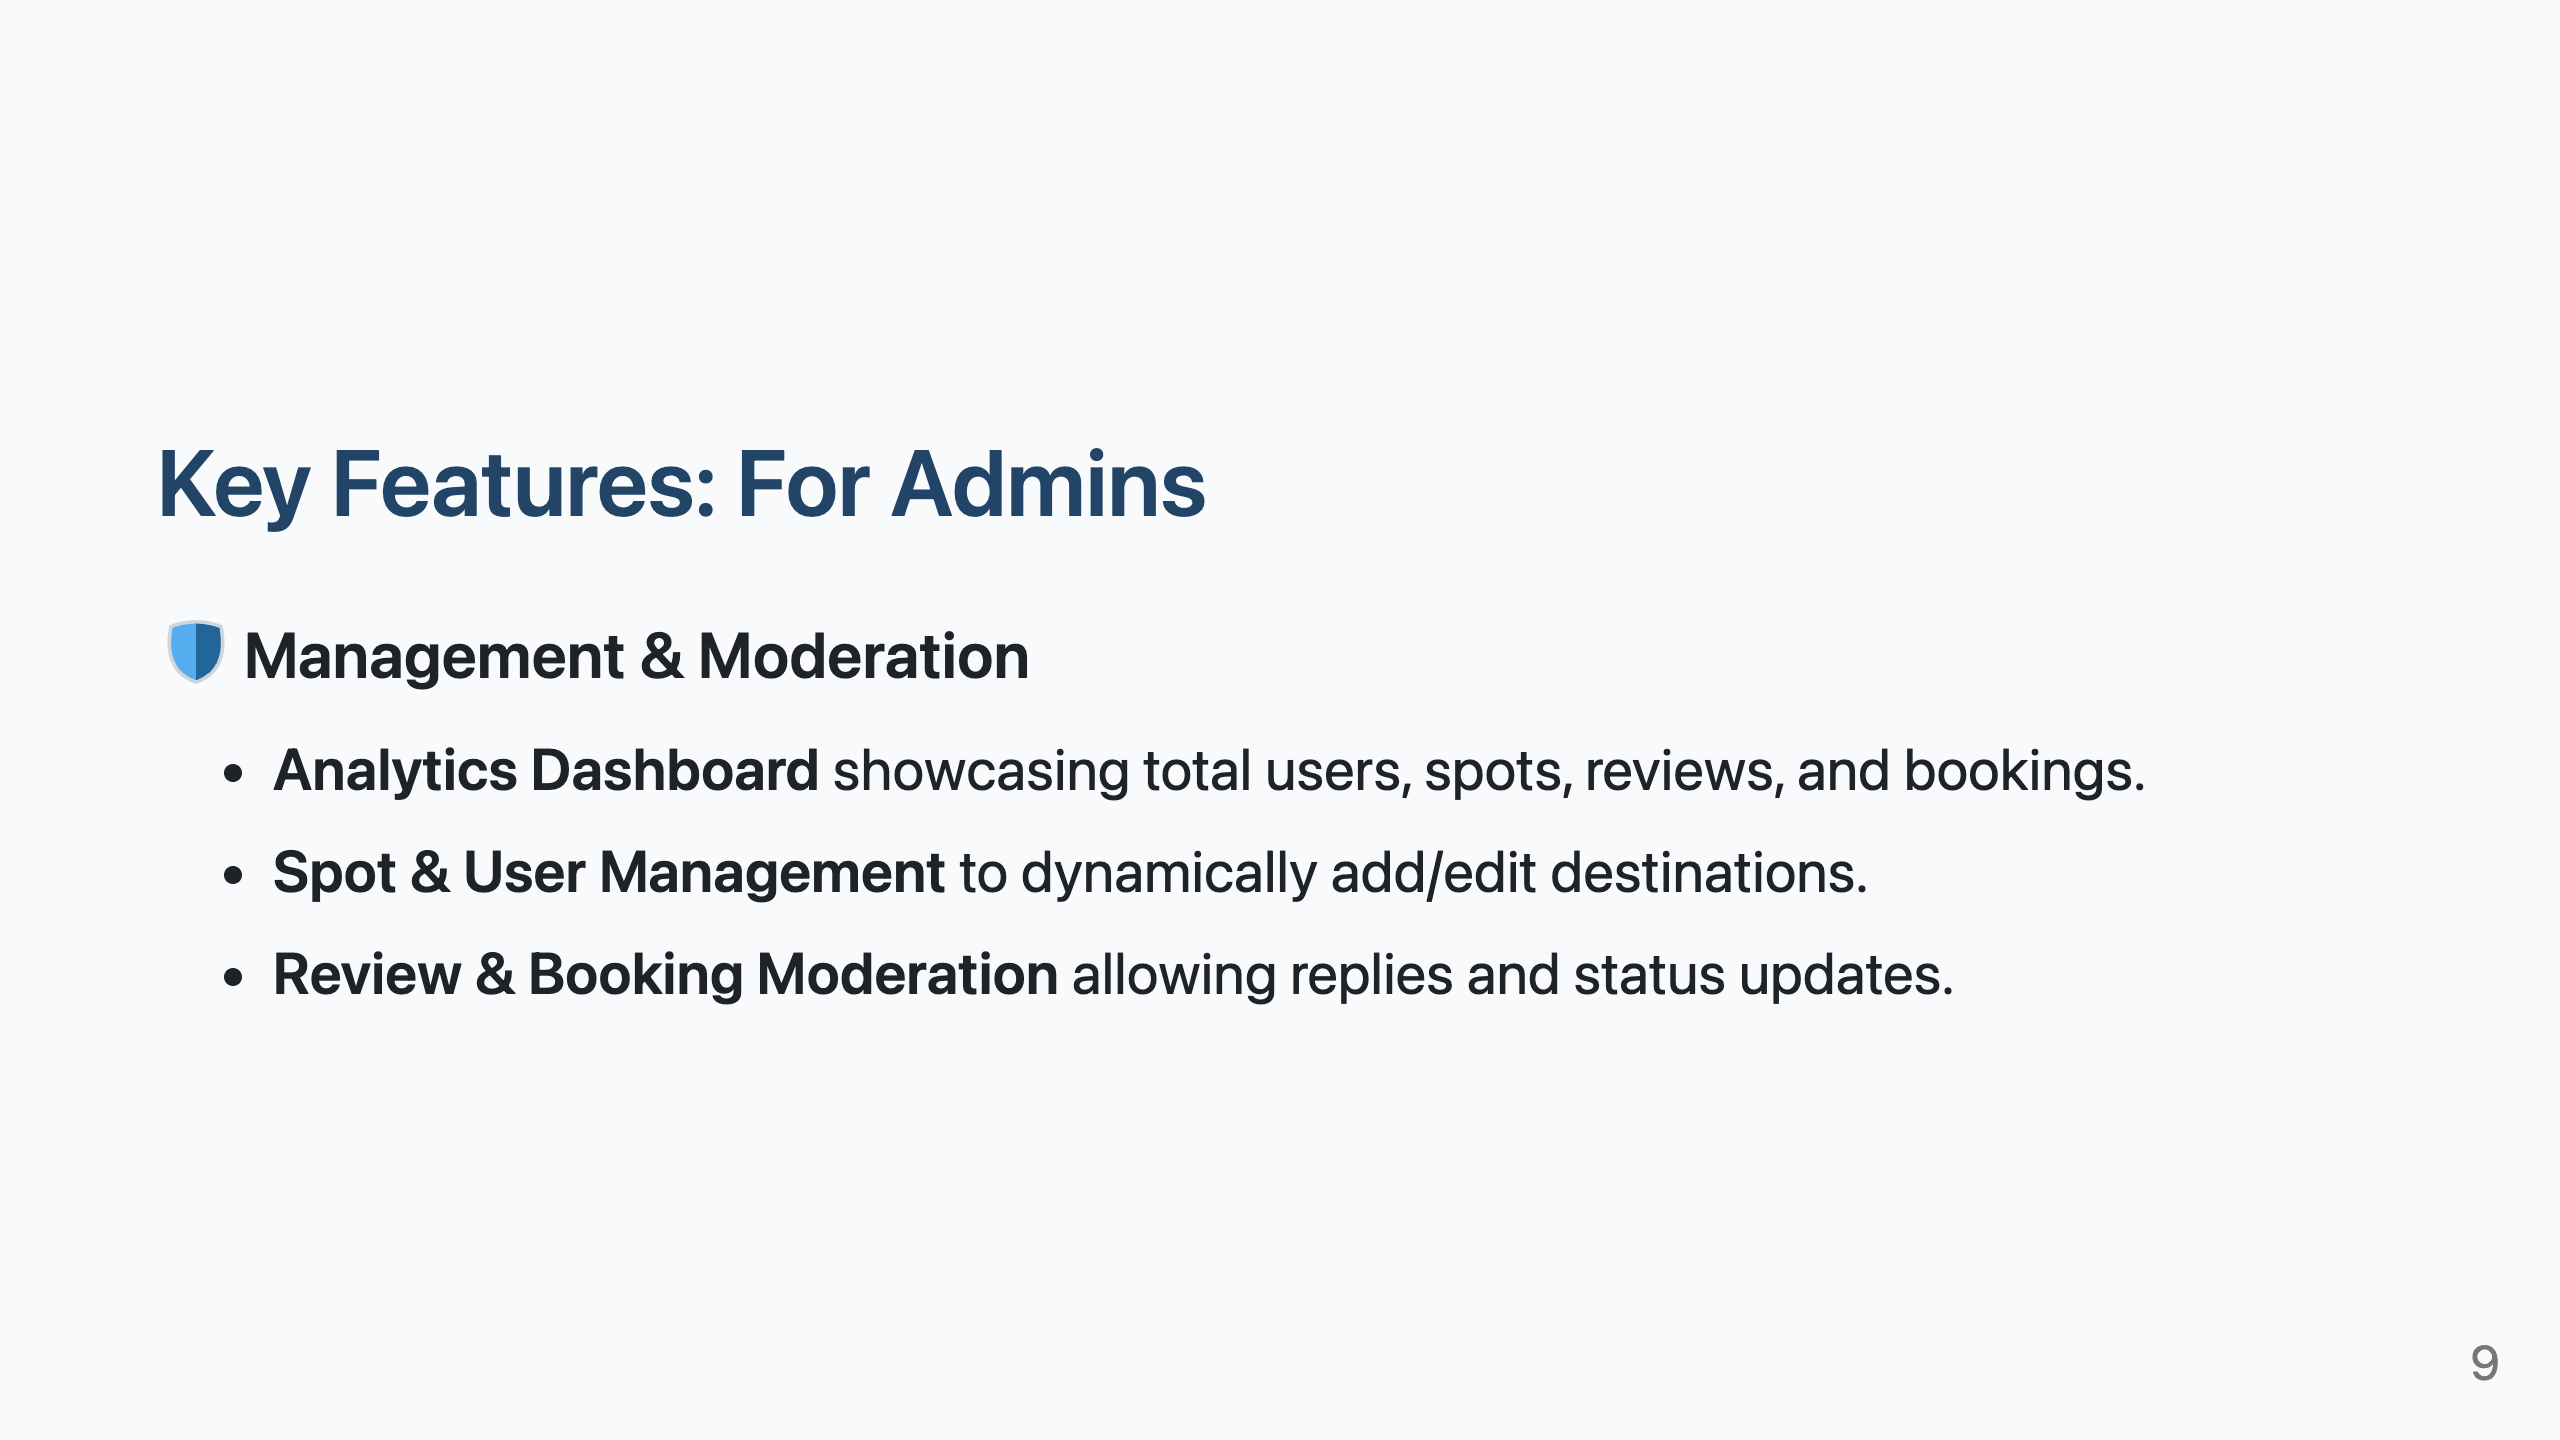 Key Features: For Admins
Management & Moderation
• Analytics Dashboard showcasing total users, spots, reviews, and bookings.
• Spot & User Management to dynamically add/edit destinations.
• Review & Booking Moderation allowing replies and status updates.
9